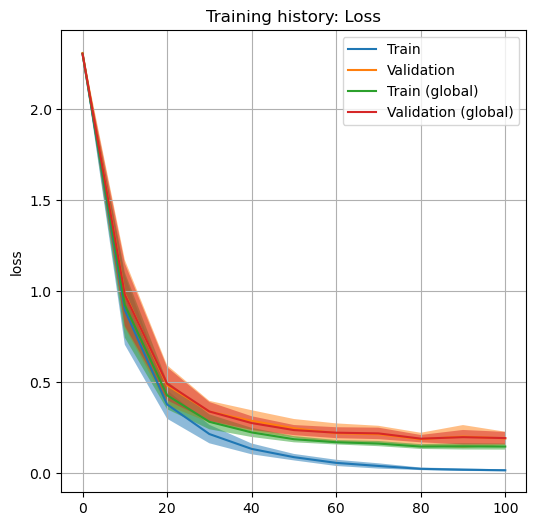 Training history: Loss
Train
Validation
Train (global)
Validation (global)
loss
2.0
1.5
1.0
0.5
0.0
0 20 40 60 80 100